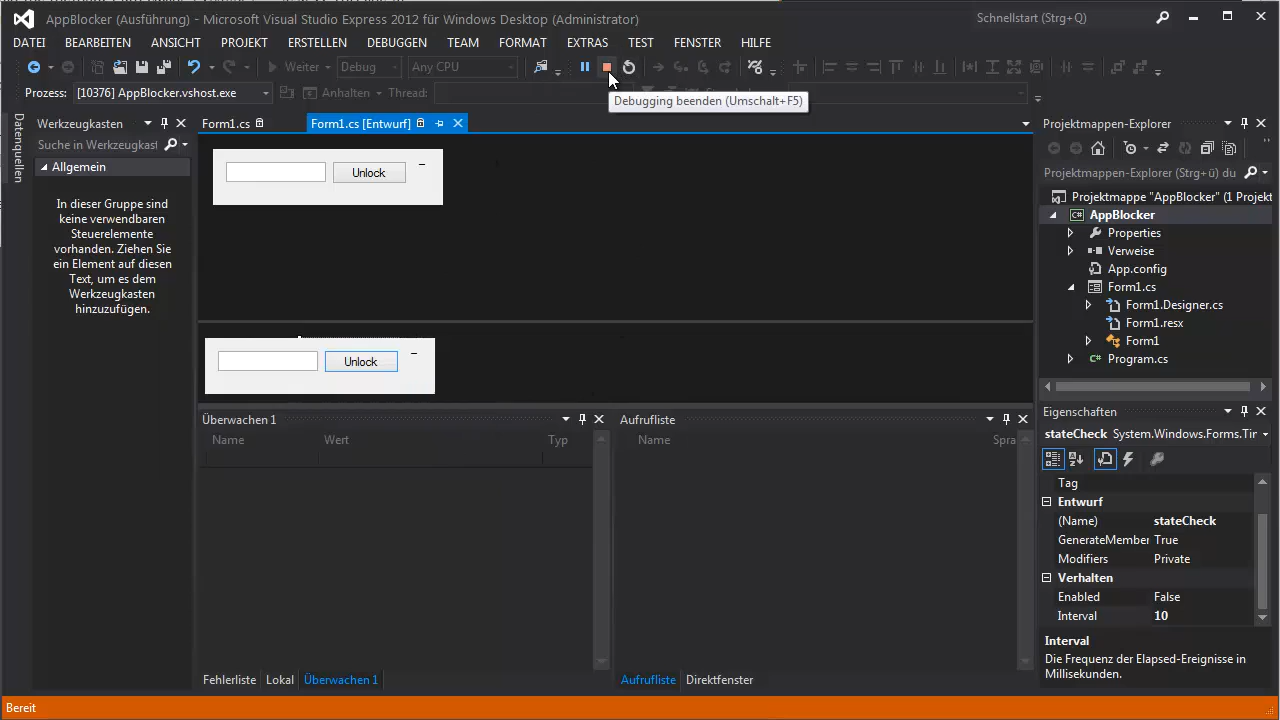 AppBlocker (Ausführung) - Microsoft Visual Studio Express 2012 für Windows Desktop (Administrator)
Schnellstart (Strg+Q)
DATEI BEARBEITEN ANSICHT PROJEKT ERSTELLEN DEBUGGEN TEAM FORMAT EXTRAS TEST FENSTER HILFE
Weiter Debug Any CPU
Prozess: [10376] AppBlocker.vshost.exe Anhalten Thread:
Debugging beenden (Umschalt+F5)
Datenquellen
Werkzeugkasten
Suche in Werkzeugkast
Allgemein
In dieser Gruppe sind
keine verwendbaren
Steuerelemente
vorhanden. Ziehen Sie
ein Element auf diesen
Text, um es dem
Werkzeugkasten
hinzuzufügen.
Form1.cs
Form1.cs [Entwurf]
Unlock
Unlock
Überwachen 1
Name Wert Typ
Fehlerliste Lokal Überwachen 1
Aufrufliste
Name Spra
Aufrufliste Direktfenster
Projektmappen-Explorer
Projektmappen-Explorer (Strg+ü) du
Projektmappe "AppBlocker" (1 Projekt
AppBlocker
Properties
Verweise
App.config
Form1.cs
Form1.Designer.cs
Form1.resx
Form1
Program.cs
Eigenschaften
stateCheck System.Windows.Forms.Tir
Tag
Entwurf
(Name) stateCheck
GenerateMember True
Modifiers Private
Verhalten
Enabled False
Interval 10
Interval
Die Frequenz der Elapsed-Ereignisse in
Millisekunden.
Bereit